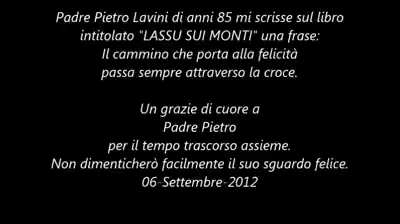 Padre Pietro Lavini di anni 85 mi scrisse sul libro
intitolato "LASSU SUI MONTI" una frase:
Il cammino che porta alla felicità
passa sempre attraverso la croce.
Un grazie di cuore a
Padre Pietro
per il tempo trascorso assieme.
Non dimenticherò facilmente il suo sguardo felice.
06-Settembre-2012